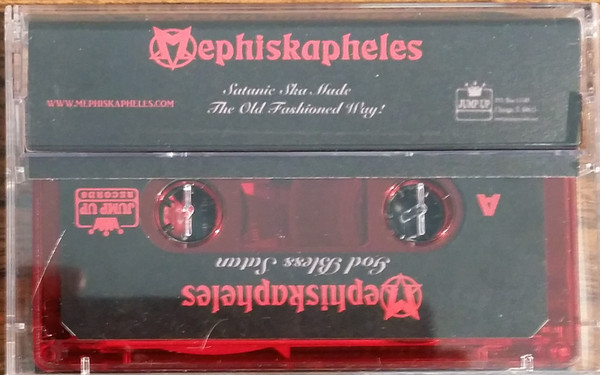 Mephiskapheles
Satanic Ska Made
The Old Fashioned Way!
WWW.MEPHISKAPHELES.COM
JUMP UP
A
JUMP UP
RECORDS
God Bless Satan
Mephiskapheles